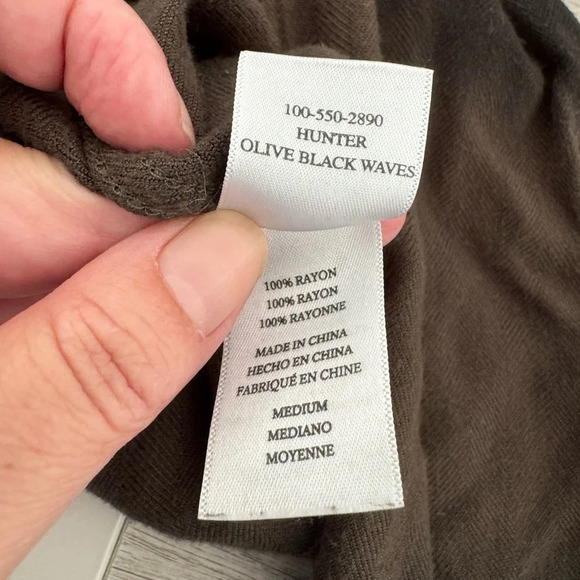 100-550-2890
HUNTER
OLIVE BLACK WAVES
100% RAYON
100% RAYON
100% RAYONNE
MADE IN CHINA
HECHO EN CHINA
FABRIQUÉ EN CHINE
MEDIUM
MEDIANO
MOYENNE